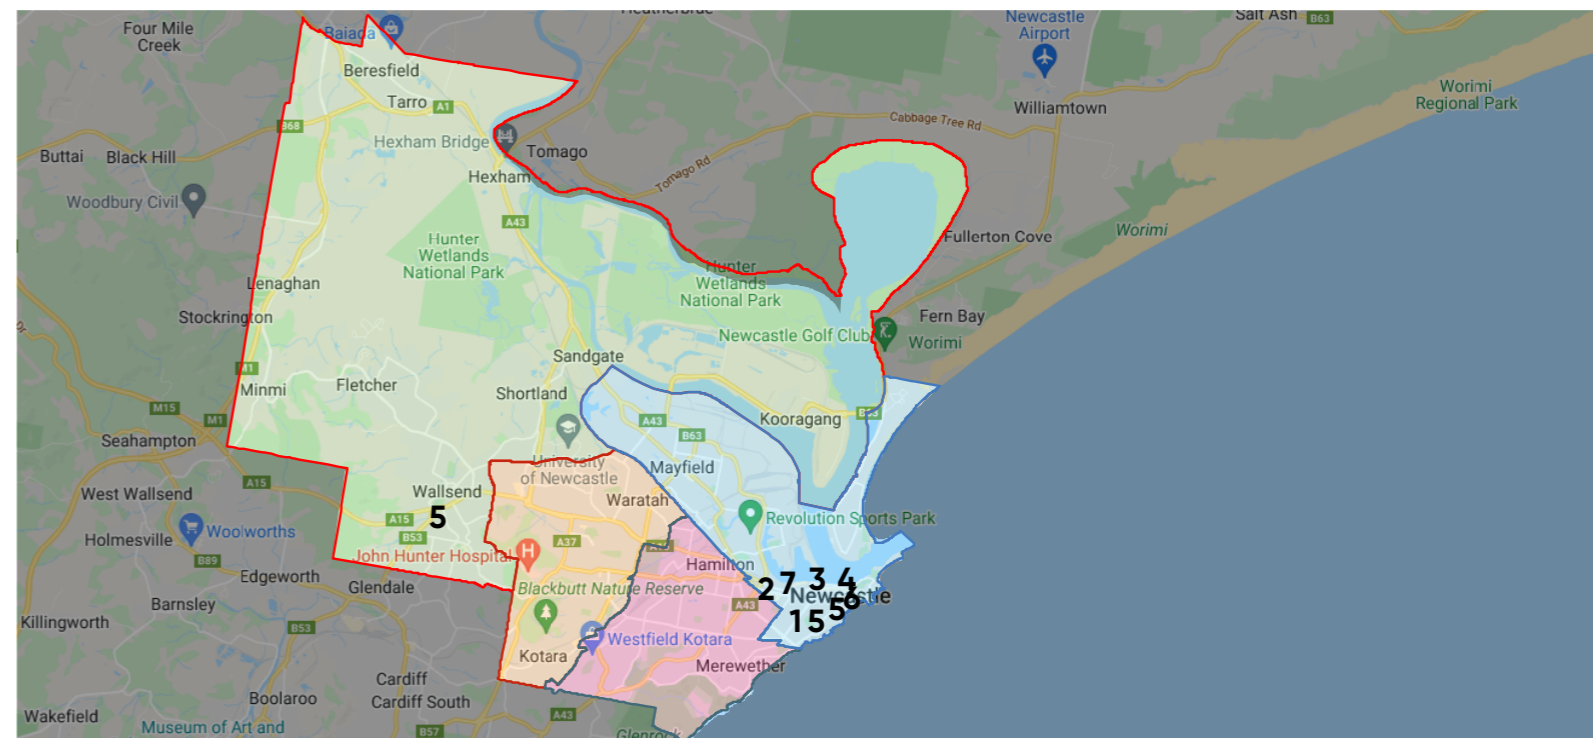 Salt Ash
B63
Newcastle
Airport
Four Mile
Creek
Baiada
Beresfield
Worimi
Regional Park
Tarro
A1
Williamtown
B68
Cabbage Tree Rd
Hexham Bridge
Tomago
Buttai
Black Hill
Tomago Rd
Hexham
Woodbury Civil
A43
Worimi
Fullerton Cove
Hunter
Wetlands
National Park
Hunter
Wetlands
National Park
Lenaghan
Stockrington
Fern Bay
Newcastle Golf Club
Worimi
Sandgate
M1
Minmi
Fletcher
Shortland
M15
M1
Kooragang
B63
A43
B63
Seahampton
University
of Newcastle
Mayfield
A15
West Wallsend
Wallsend
Waratah
5
A15
Revolution Sports Park
Woolworths
B53
Holmesville
A37
John Hunter Hospital
B89
Hamilton
Edgeworth
Glendale
Blackbutt Nature Reserve
2 7 3 4
Newcastle
6
5
1 5
A43
Barnsley
Killingworth
B53
Westfield Kotara
Kotara
Merewether
Cardiff
Boolaroo
Cardiff South
Wakefield
A43
Museum of Art and
B57
Glenrock